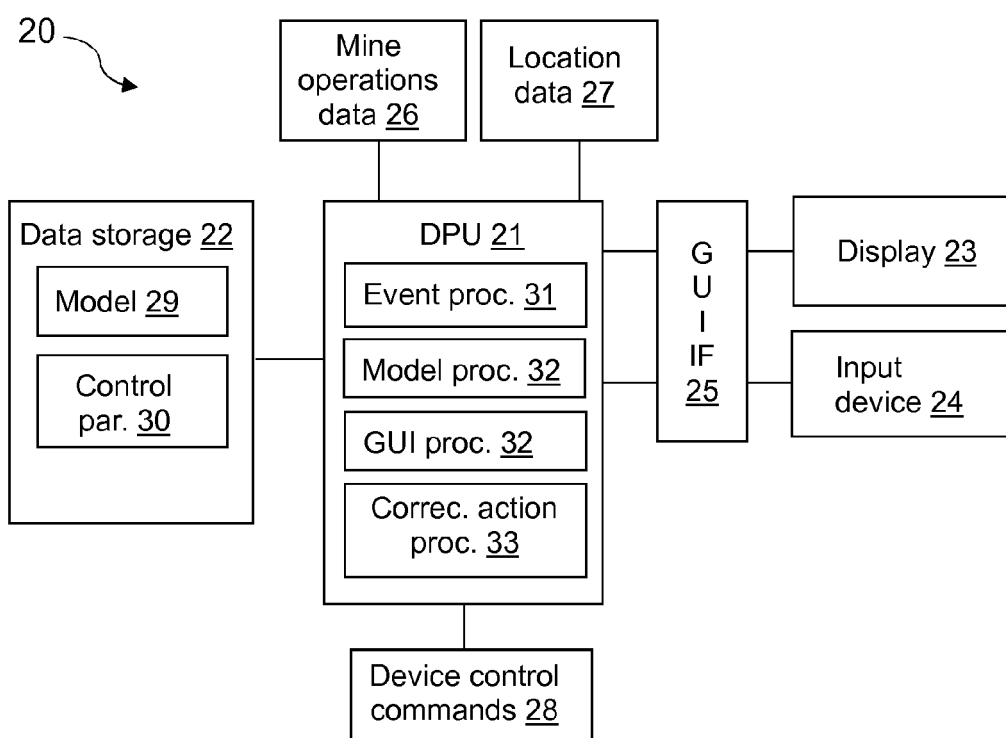 20
Mine
operations
data 26
Location
data 27
Data storage 22
Model 29
Control
par. 30
DPU 21
Event proc. 31
Model proc. 32
GUI proc. 32
Correc. action
proc. 33
G
U
I
IF
25
Display 23
Input
device 24
Device control
commands 28